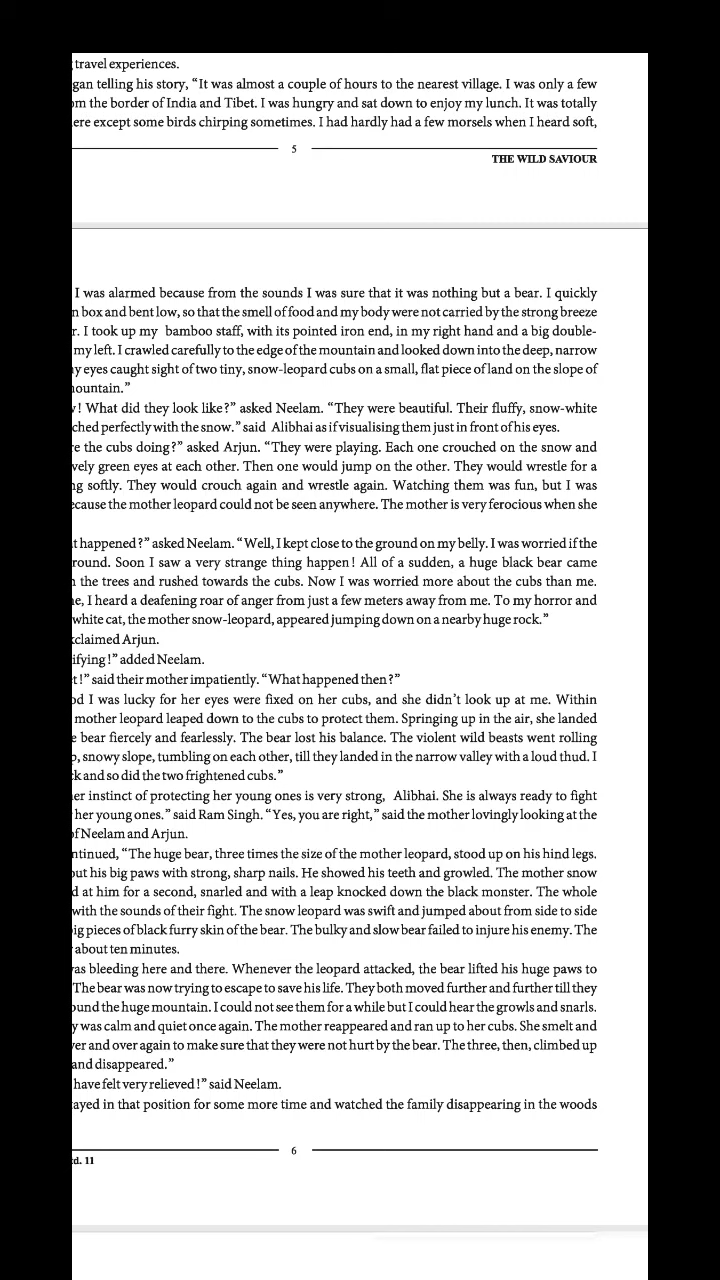 travel experiences.
gan telling his story, “It was almost a couple of hours to the nearest village. I was only a few
om the border of India and Tibet. I was hungry and sat down to enjoy my lunch. It was totally
ere except some birds chirping sometimes. I had hardly had a few morsels when I heard soft,
5
THE WILD SAVIOUR
I was alarmed because from the sounds I was sure that it was nothing but a bear. I quickly
n box and bent low, so that the smell of food and my body were not carried by the strong breeze
r. I took up my bamboo staff, with its pointed iron end, in my right hand and a big double-
my left. I crawled carefully to the edge of the mountain and looked down into the deep, narrow
y eyes caught sight of two tiny, snow-leopard cubs on a small, flat piece of land on the slope of
ountain.”
! What did they look like?” asked Neelam. “They were beautiful. Their fluffy, snow-white
ched perfectly with the snow.” said Alibhai as if visualising them just in front of his eyes.
re the cubs doing?” asked Arjun. “They were playing. Each one crouched on the snow and
vely green eyes at each other. Then one would jump on the other. They would wrestle for a
ng softly. They would crouch again and wrestle again. Watching them was fun, but I was
ecause the mother leopard could not be seen anywhere. The mother is very ferocious when she
t happened?” asked Neelam. “Well, I kept close to the ground on my belly. I was worried if the
round. Soon I saw a very strange thing happen! All of a sudden, a huge black bear came
the trees and rushed towards the cubs. Now I was worried more about the cubs than me.
e, I heard a deafening roar of anger from just a few meters away from me. To my horror and
white cat, the mother snow-leopard, appeared jumping down on a nearby huge rock.”
xclaimed Arjun.
ifying!” added Neelam.
t!” said their mother impatiently. “What happened then?”
od I was lucky for her eyes were fixed on her cubs, and she didn’t look up at me. Within
mother leopard leaped down to the cubs to protect them. Springing up in the air, she landed
e bear fiercely and fearlessly. The bear lost his balance. The violent wild beasts went rolling
p, snowy slope, tumbling on each other, till they landed in the narrow valley with a loud thud. I
k and so did the two frightened cubs.”
er instinct of protecting her young ones is very strong, Alibhai. She is always ready to fight
her young ones.” said Ram Singh. “Yes, you are right,” said the mother lovingly looking at the
of Neelam and Arjun.
ntinued, “The huge bear, three times the size of the mother leopard, stood up on his hind legs.
out his big paws with strong, sharp nails. He showed his teeth and growled. The mother snow
d at him for a second, snarled and with a leap knocked down the black monster. The whole
with the sounds of their fight. The snow leopard was swift and jumped about from side to side
ig pieces of black furry skin of the bear. The bulky and slow bear failed to injure his enemy. The
about ten minutes.
as bleeding here and there. Whenever the leopard attacked, the bear lifted his huge paws to
The bear was now trying to escape to save his life. They both moved further and further till they
ound the huge mountain. I could not see them for a while but I could hear the growls and snarls.
y was calm and quiet once again. The mother reappeared and ran up to her cubs. She smelt and
er and over again to make sure that they were not hurt by the bear. The three, then, climbed up
and disappeared.”
have felt very relieved!” said Neelam.
tayed in that position for some more time and watched the family disappearing in the woods
6
td. 11